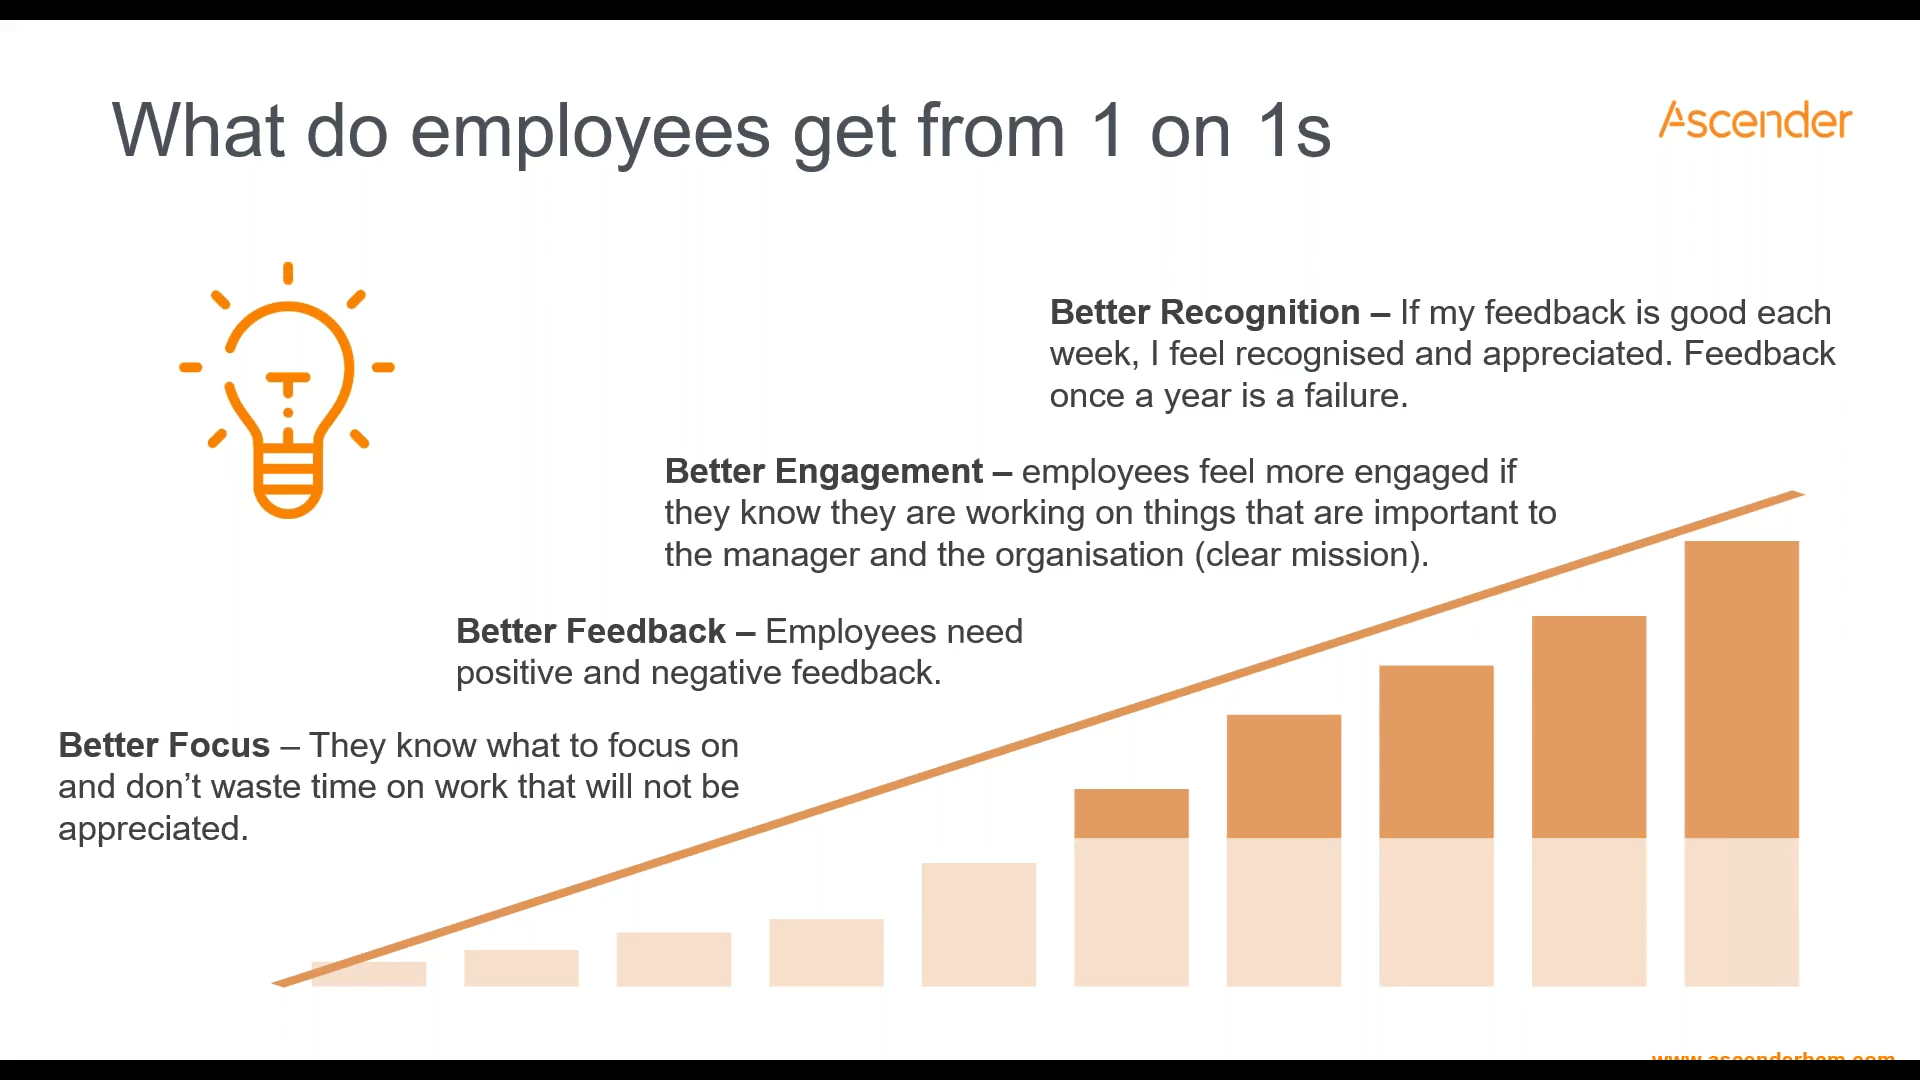 What do employees get from 1 on 1s
Ascender
Better Recognition – If my feedback is good each
week, I feel recognised and appreciated. Feedback
once a year is a failure.
Better Engagement – employees feel more engaged if
they know they are working on things that are important to
the manager and the organisation (clear mission).
Better Feedback – Employees need
positive and negative feedback.
Better Focus – They know what to focus on
and don’t waste time on work that will not be
appreciated.
www.ascenderhcm.com